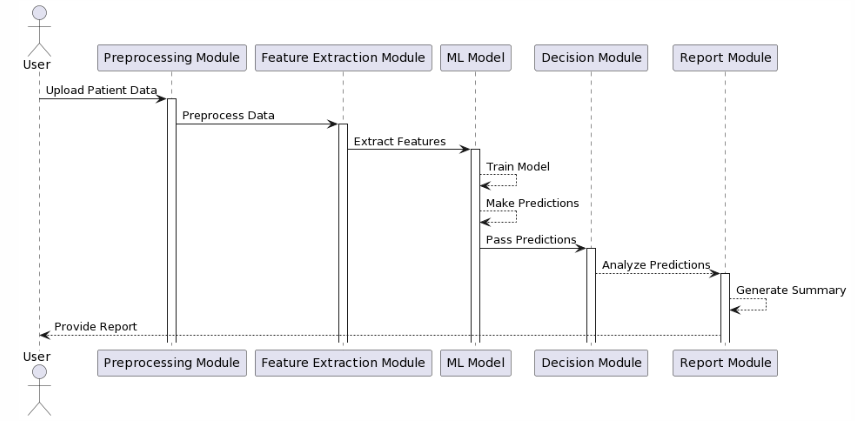 User
Preprocessing Module
Feature Extraction Module
ML Model
Decision Module
Report Module
Upload Patient Data
Preprocess Data
Extract Features
Train Model
Make Predictions
Pass Predictions
Analyze Predictions
Generate Summary
Provide Report
User
Preprocessing Module
Feature Extraction Module
ML Model
Decision Module
Report Module